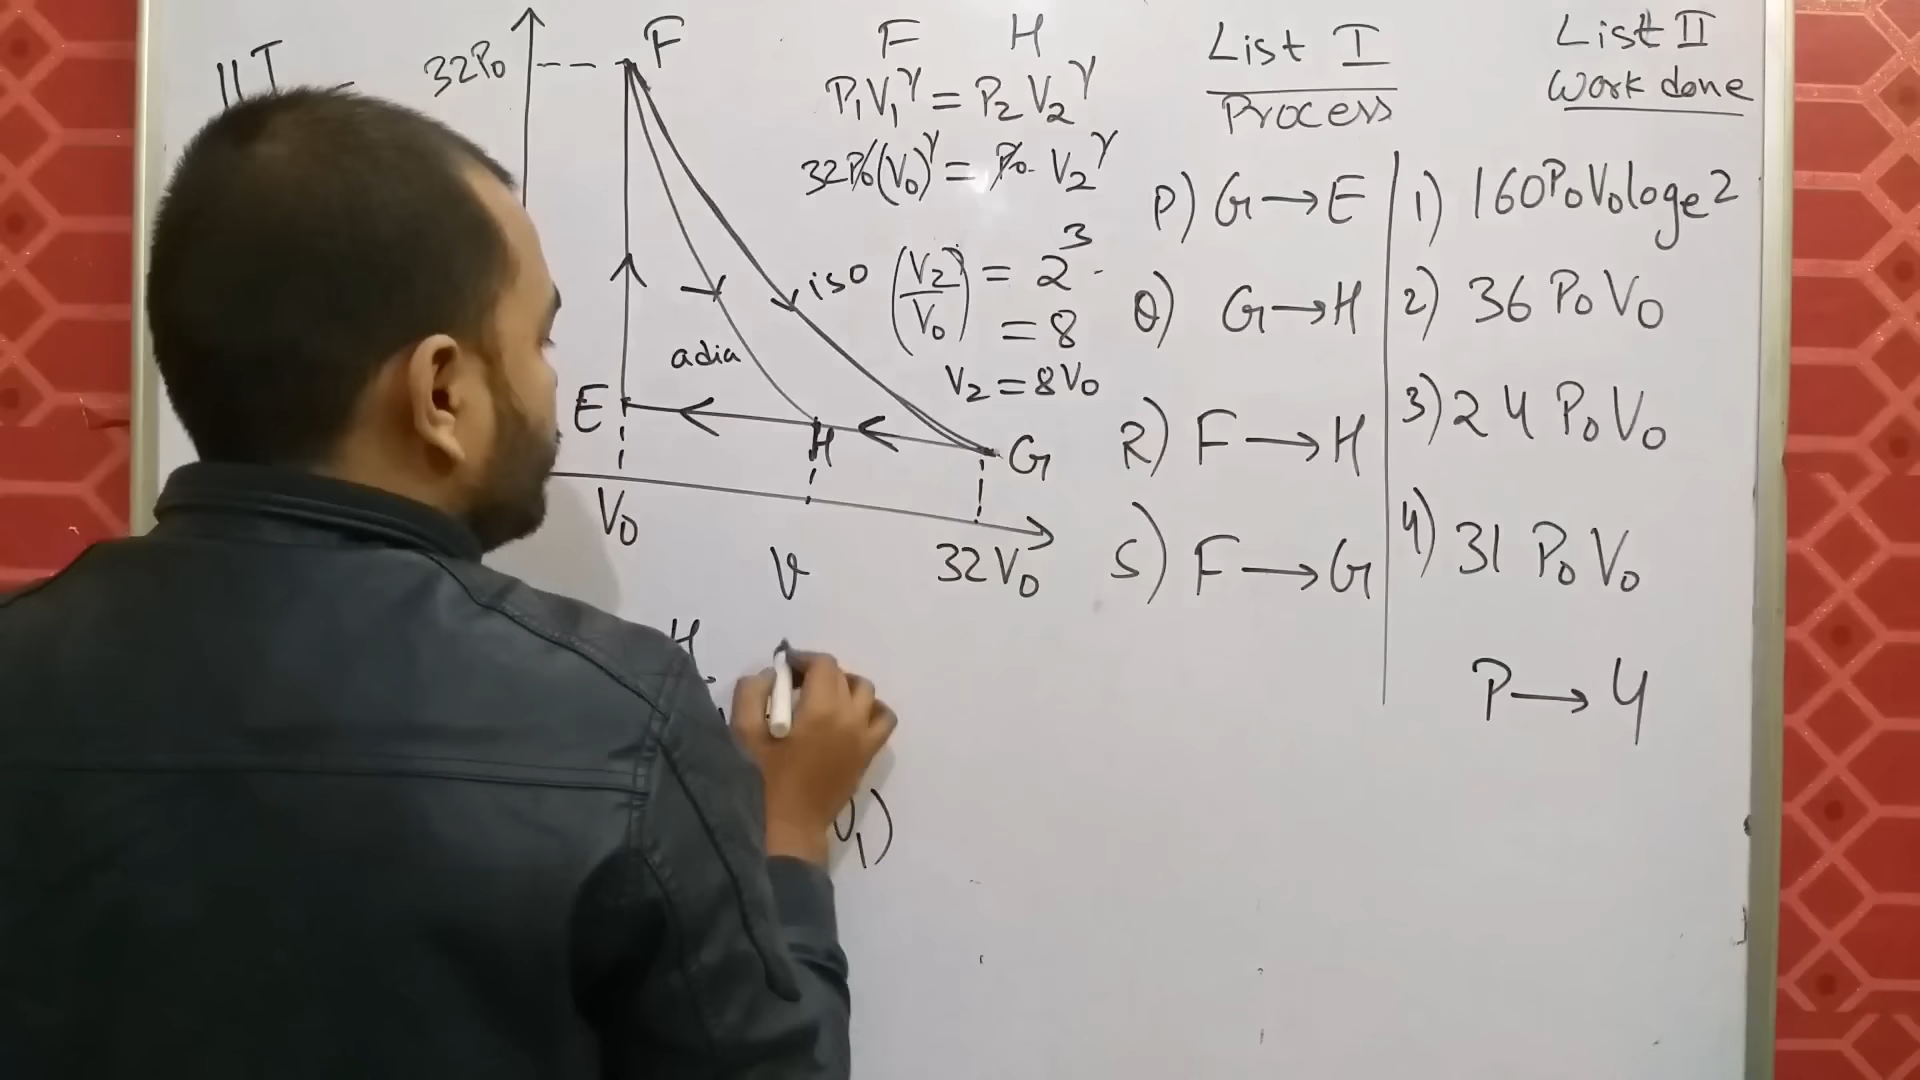 IIT
32P₀
F
iso
adia
E
H
G
V₀
V
32V₀
F H
P₁V₁^γ = P₂V₂^γ
32P₀(V₀)^γ = P₀ V₂^γ
(V₂/V₀) = 2³
= 8
V₂ = 8V₀
H
V₁)
List I
Process
P) G → E
Q) G → H
R) F → H
S) F → G
List II
Work done
1) 160P₀V₀logₑ2
2) 36 P₀V₀
3) 24 P₀V₀
4) 31 P₀V₀
P → 4